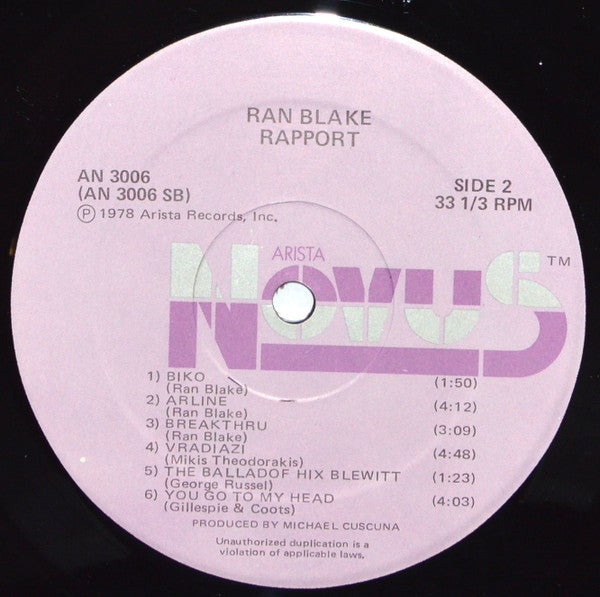 RAN BLAKE
RAPPORT
AN 3006
(AN 3006 SB)
Ⓟ 1978 Arista Records, Inc.
SIDE 2
33 1/3 RPM
ARISTA
NOVUS™
1) BIKO (1:50)
(Ran Blake)
2) ARLINE (4:12)
(Ran Blake)
3) BREAKTHRU (3:09)
(Ran Blake)
4) VRADIAZI (4:48)
(Mikis Theodorakis)
5) THE BALLADOF HIX BLEWITT (1:23)
(George Russel)
6) YOU GO TO MY HEAD (4:03)
(Gillespie & Coots)
PRODUCED BY MICHAEL CUSCUNA
Unauthorized duplication is a
violation of applicable laws.